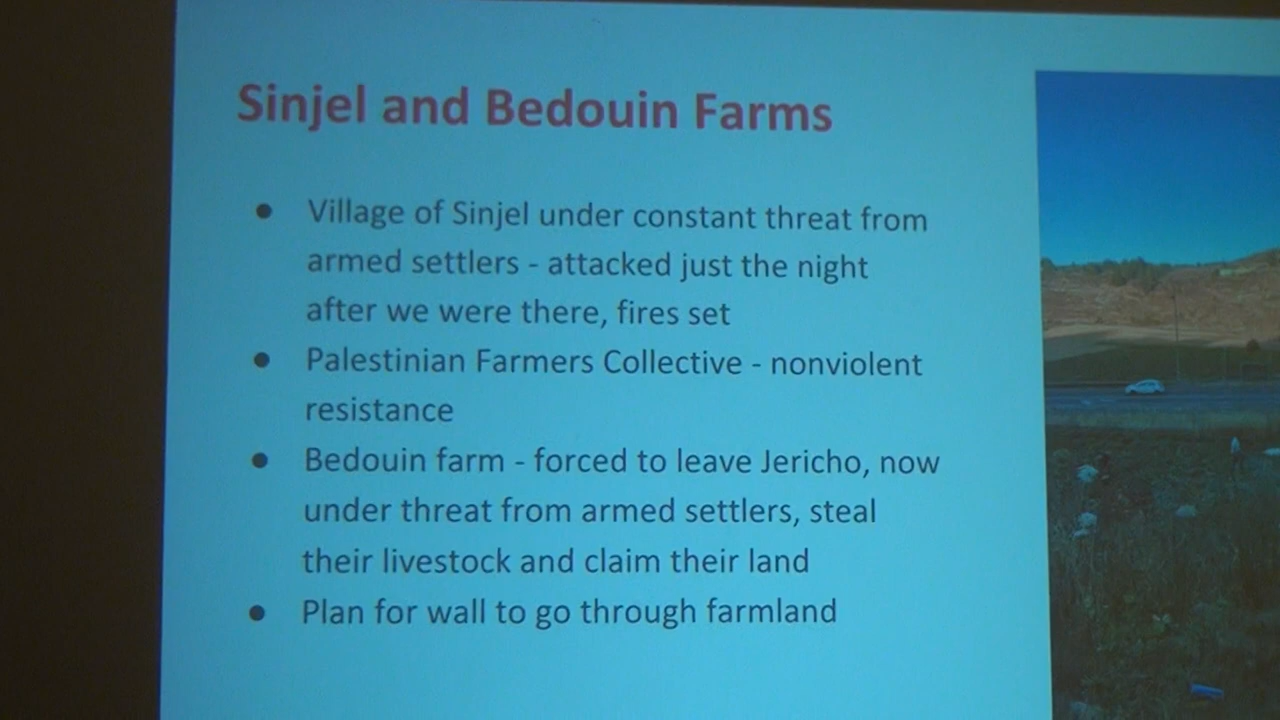 Sinjel and Bedouin Farms
● Village of Sinjel under constant threat from
armed settlers - attacked just the night
after we were there, fires set
● Palestinian Farmers Collective - nonviolent
resistance
● Bedouin farm - forced to leave Jericho, now
under threat from armed settlers, steal
their livestock and claim their land
● Plan for wall to go through farmland